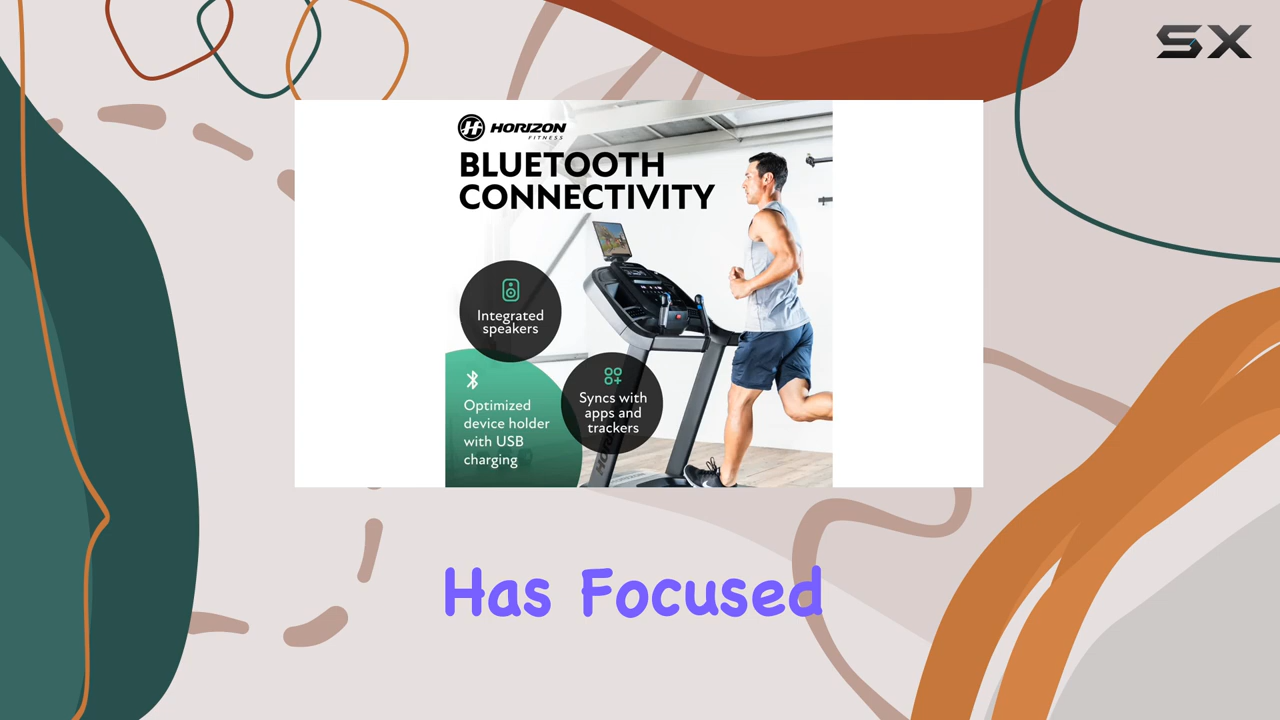 SX
HORIZON
FITNESS
BLUETOOTH
CONNECTIVITY
Integrated
speakers
Optimized
device holder
with USB
charging
Syncs with
apps and
trackers
Has Focused